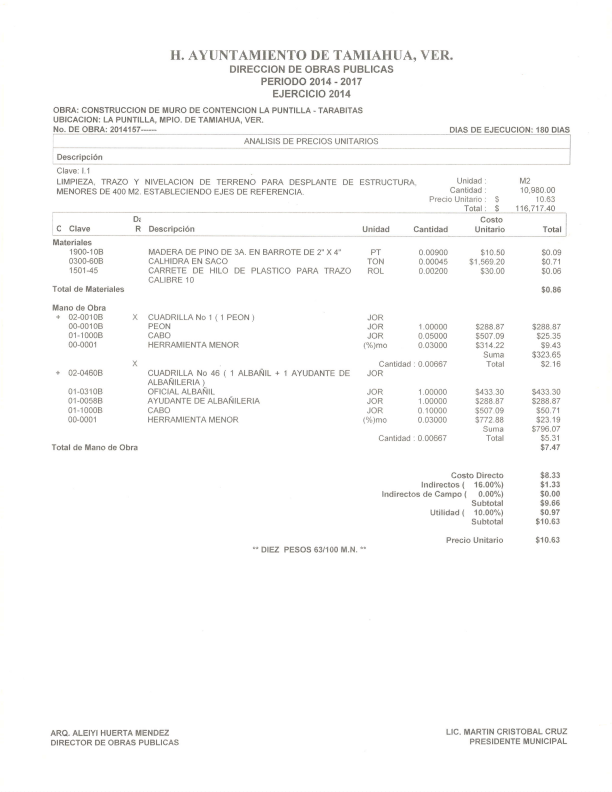 H. AYUNTAMIENTO DE TAMIAHUA, VER.
DIRECCION DE OBRAS PUBLICAS
PERIODO 2014 - 2017
EJERCICIO 2014
OBRA: CONSTRUCCION DE MURO DE CONTENCION LA PUNTILLA - TARABITAS
UBICACION: LA PUNTILLA, MPIO. DE TAMIAHUA, VER.
No. DE OBRA: 2014157------ DIAS DE EJECUCION: 180 DIAS
ANALISIS DE PRECIOS UNITARIOS
Descripción
Clave: I.1
LIMPIEZA, TRAZO Y NIVELACION DE TERRENO PARA DESPLANTE DE ESTRUCTURA, Unidad : M2
MENORES DE 400 M2. ESTABLECIENDO EJES DE REFERENCIA. Cantidad : 10,980.00
Precio Unitario : $ 10.63
Total : $ 116,717.40
C Clave R Descripción Unidad Cantidad Costo Unitario Total
Materiales
1900-10B MADERA DE PINO DE 3A. EN BARROTE DE 2" X 4" PT 0.00900 $10.50 $0.09
0300-60B CALHIDRA EN SACO TON 0.00045 $1,569.20 $0.71
1501-45 CARRETE DE HILO DE PLASTICO PARA TRAZO ROL 0.00200 $30.00 $0.06
CALIBRE 10
Total de Materiales $0.86
Mano de Obra
+ 02-0010B X CUADRILLA No 1 ( 1 PEON ) JOR
00-0010B PEON JOR 1.00000 $288.87 $288.87
01-1000B CABO JOR 0.05000 $507.09 $25.35
00-0001 HERRAMIENTA MENOR (%)mo 0.03000 $314.22 $9.43
Suma $323.65
X Cantidad : 0.00667 Total $2.16
+ 02-0460B CUADRILLA No 46 ( 1 ALBAÑIL + 1 AYUDANTE DE JOR
ALBAÑILERIA )
01-0310B OFICIAL ALBAÑIL JOR 1.00000 $433.30 $433.30
01-0058B AYUDANTE DE ALBAÑILERIA JOR 1.00000 $288.87 $288.87
01-1000B CABO JOR 0.10000 $507.09 $50.71
00-0001 HERRAMIENTA MENOR (%)mo 0.03000 $772.88 $23.19
Suma $796.07
Cantidad : 0.00667 Total $5.31
Total de Mano de Obra $7.47
Costo Directo $8.33
Indirectos ( 16.00%) $1.33
Indirectos de Campo ( 0.00%) $0.00
Subtotal $9.66
Utilidad ( 10.00%) $0.97
Subtotal $10.63
Precio Unitario $10.63
** DIEZ PESOS 63/100 M.N. **
ARQ. ALEIYI HUERTA MENDEZ LIC. MARTIN CRISTOBAL CRUZ
DIRECTOR DE OBRAS PUBLICAS PRESIDENTE MUNICIPAL